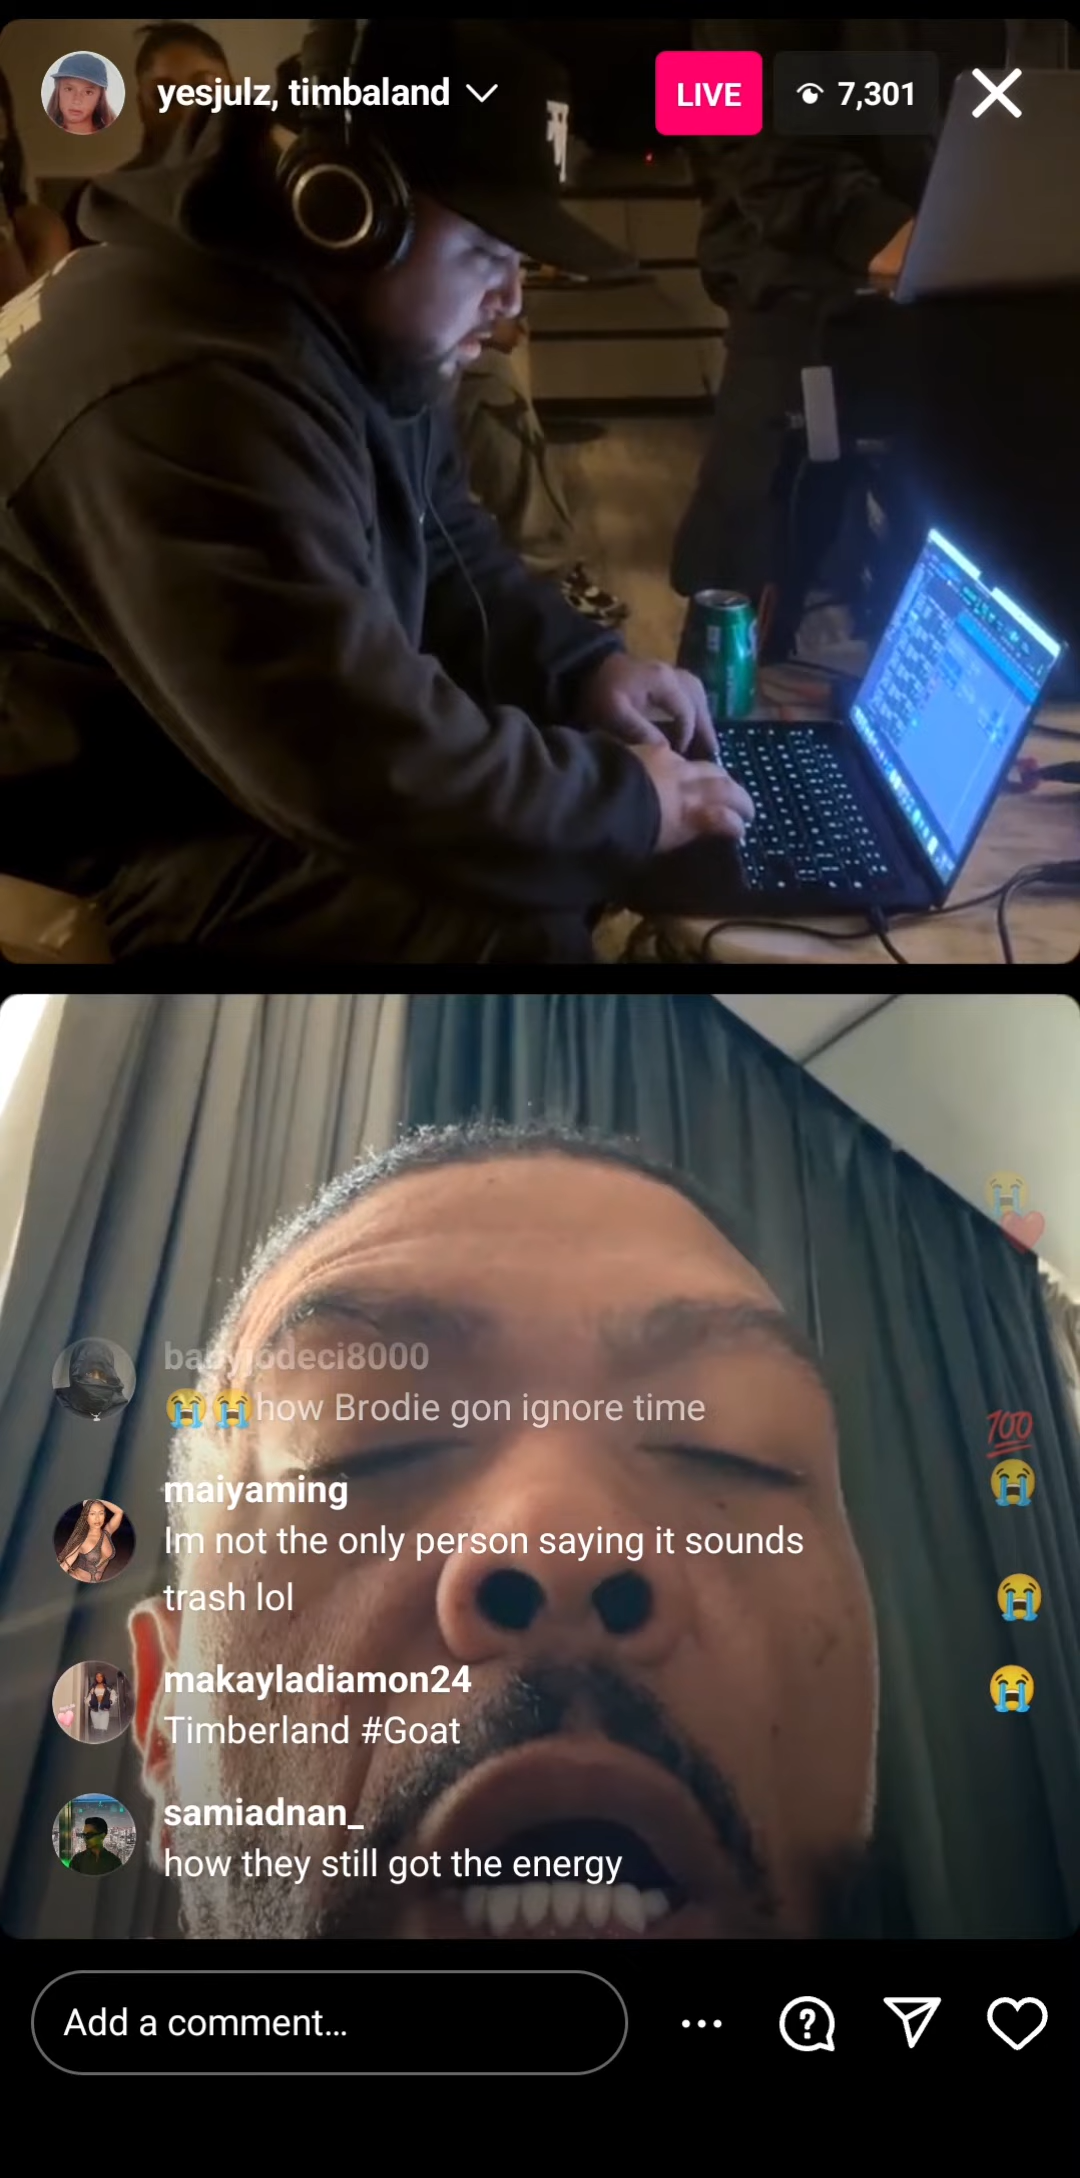 yesjulz, timbaland
LIVE
7,301
babyjodeci8000
😭😭how Brodie gon ignore time
maiyaming
Im not the only person saying it sounds
trash lol
makayladiamon24
Timberland #Goat
samiadnan_
how they still got the energy
Add a comment...